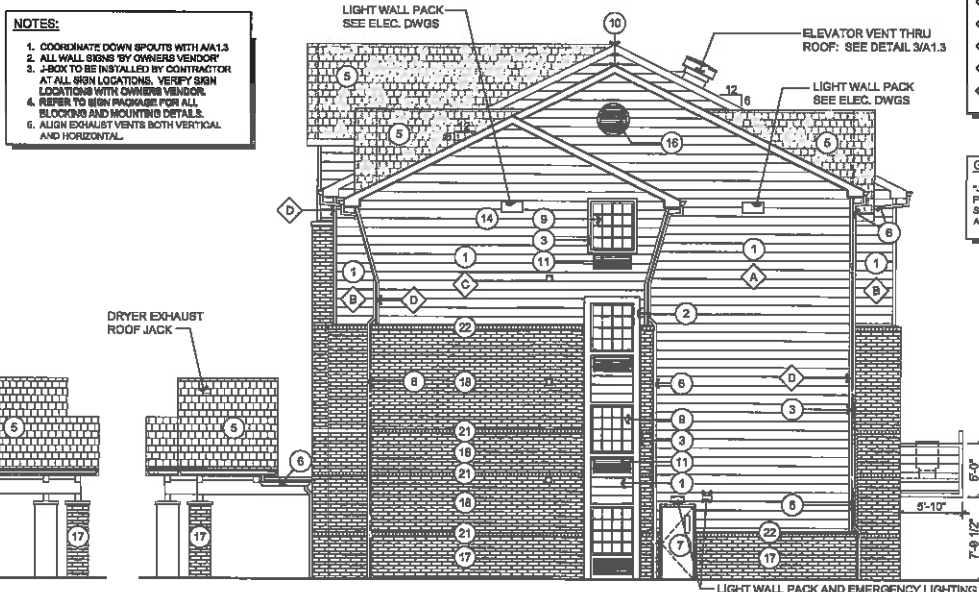 NOTES:
1. COORDINATE DOWN SPOUTS WITH A/A1.3
2. ALL WALL SIGNS 'BY OWNERS VENDOR'
3. J-BOX TO BE INSTALLED BY CONTRACTOR
AT ALL SIGN LOCATIONS. VERIFY SIGN
LOCATIONS WITH OWNERS VENDOR.
4. REFER TO SIGN PACKAGE FOR ALL
BLOCKING AND MOUNTING DETAILS.
5. ALIGN EXHAUST VENTS BOTH VERTICAL
AND HORIZONTAL.
LIGHT WALL PACK
SEE ELEC. DWGS
10
ELEVATOR VENT THRU
ROOF: SEE DETAIL 3/A1.3
5
12
6
LIGHT WALL PACK
SEE ELEC. DWGS
5
12
16
5
D
14
9
3
6
1
1
11
1
C
A
1
B
D
B
DRYER EXHAUST
ROOF JACK
22
2
6
18
6
D
3
5
5
21
9
18
3
6
21
11
18
1
6
5'-10"
21
22
17
17
17
7
17
7'-9 1/2"
LIGHT WALL PACK AND EMERGENCY LIGHTING